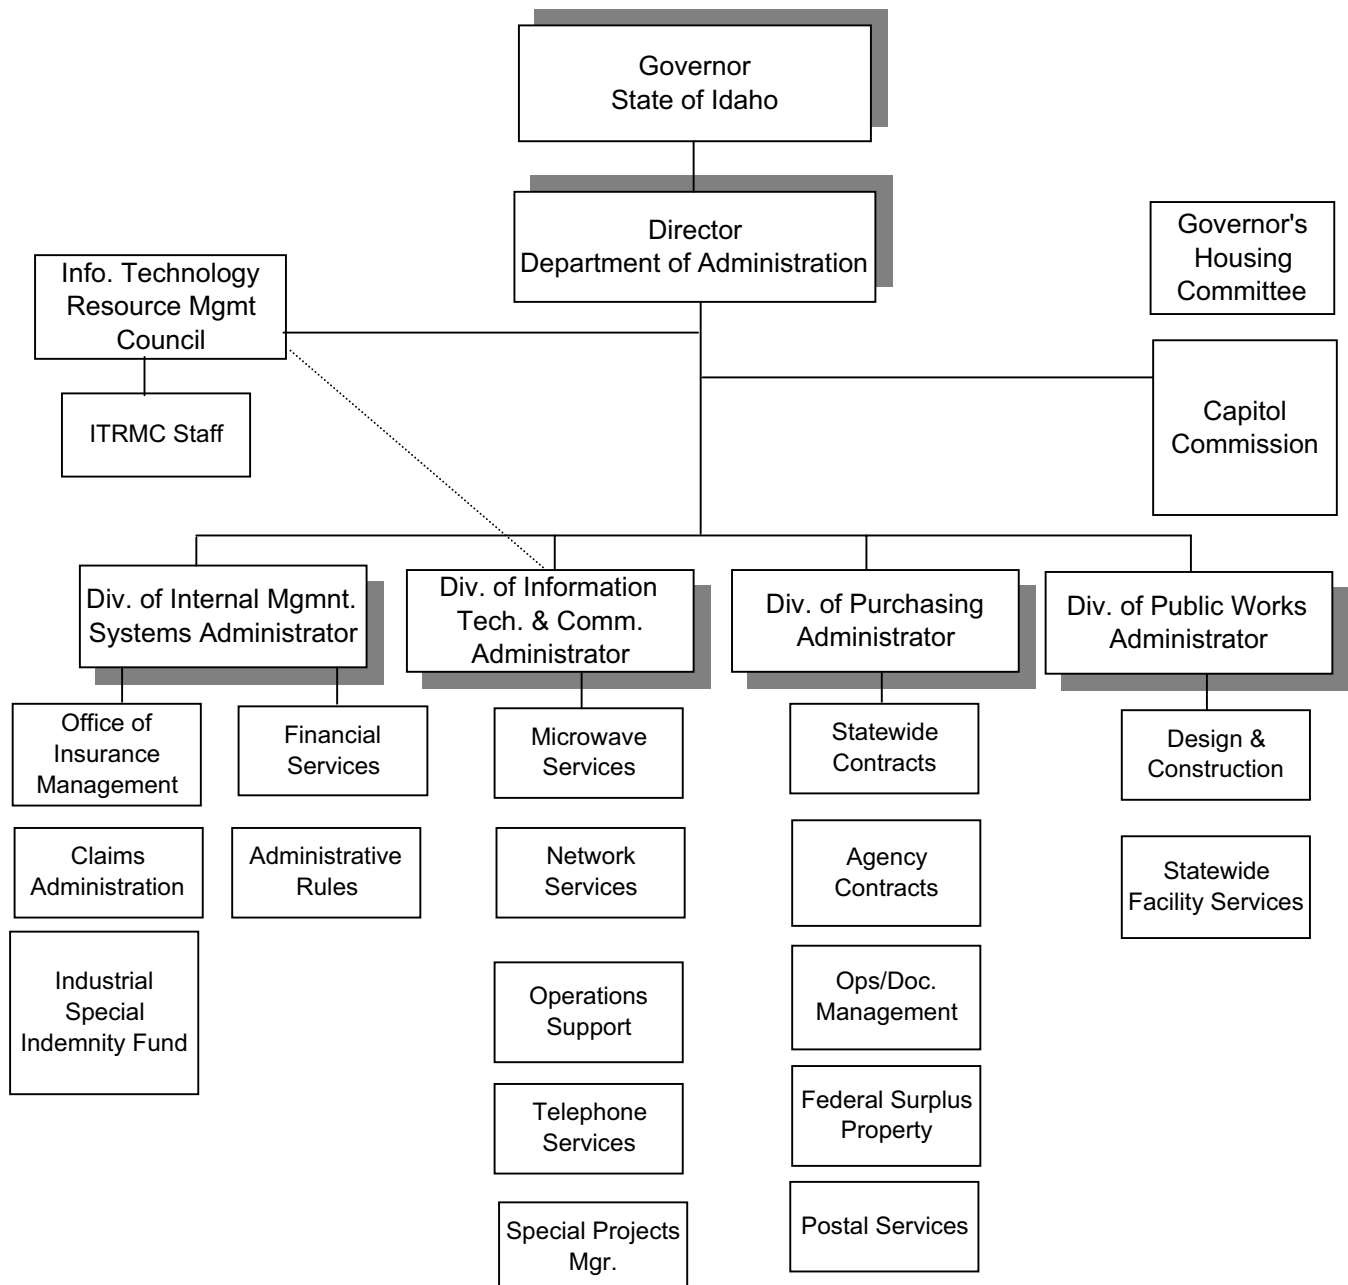 Governor
State of Idaho
Director
Department of Administration
Governor's
Housing
Committee
Info. Technology
Resource Mgmt
Council
Capitol
Commission
ITRMC Staff
Div. of Internal Mgmnt.
Systems Administrator
Div. of Information
Tech. & Comm.
Administrator
Div. of Purchasing
Administrator
Div. of Public Works
Administrator
Office of
Insurance
Management
Financial
Services
Microwave
Services
Statewide
Contracts
Design &
Construction
Claims
Administration
Administrative
Rules
Network
Services
Agency
Contracts
Statewide
Facility Services
Industrial
Special
Indemnity Fund
Operations
Support
Ops/Doc.
Management
Telephone
Services
Federal Surplus
Property
Special Projects
Mgr.
Postal Services